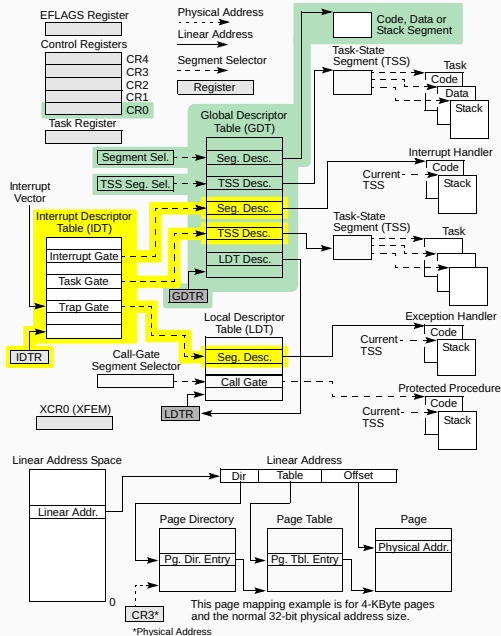 EFLAGS Register
Control Registers
CR4
CR3
CR2
CR1
CR0
Task Register
Physical Address
Linear Address
Segment Selector
Register
Code, Data or
Stack Segment
Global Descriptor
Table (GDT)
Segment Sel.
Seg. Desc.
TSS Seg. Sel.
TSS Desc.
Seg. Desc.
TSS Desc.
LDT Desc.
GDTR
Task-State
Segment (TSS)
Task
Code
Data
Stack
Interrupt Handler
Code
Current
TSS
Stack
Interrupt
Vector
Interrupt Descriptor
Table (IDT)
Interrupt Gate
Task Gate
Trap Gate
IDTR
Task-State
Segment (TSS)
Task
Local Descriptor
Table (LDT)
Seg. Desc.
Call-Gate
Segment Selector
Call Gate
LDTR
XCR0 (XFEM)
Exception Handler
Code
Current
TSS
Stack
Protected Procedure
Code
Current
TSS
Stack
Linear Address Space
Linear Addr.
0
Linear Address
Dir
Table
Offset
Page Directory
Pg. Dir. Entry
Page Table
Pg. Tbl. Entry
Page
Physical Addr.
CR3*
*Physical Address
This page mapping example is for 4-KByte pages
and the normal 32-bit physical address size.